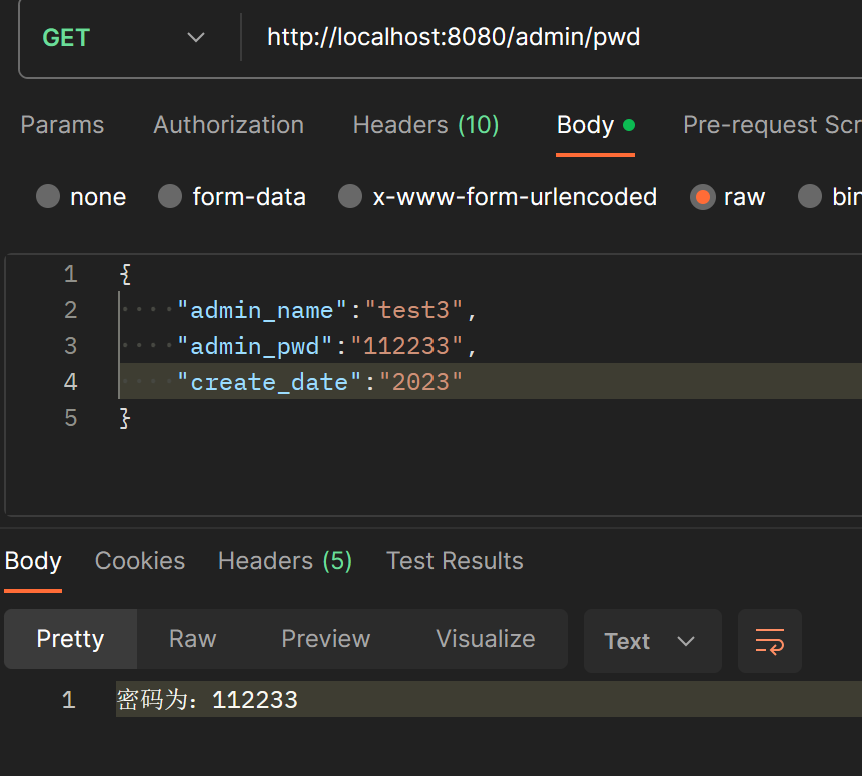 GET http://localhost:8080/admin/pwd
Params Authorization Headers (10) Body Pre-request Scr
none form-data x-www-form-urlencoded raw bin
1 {
2 "admin_name":"test3",
3 "admin_pwd":"112233",
4 "create_date":"2023"
5 }
Body Cookies Headers (5) Test Results
Pretty Raw Preview Visualize Text
1 密码为：112233